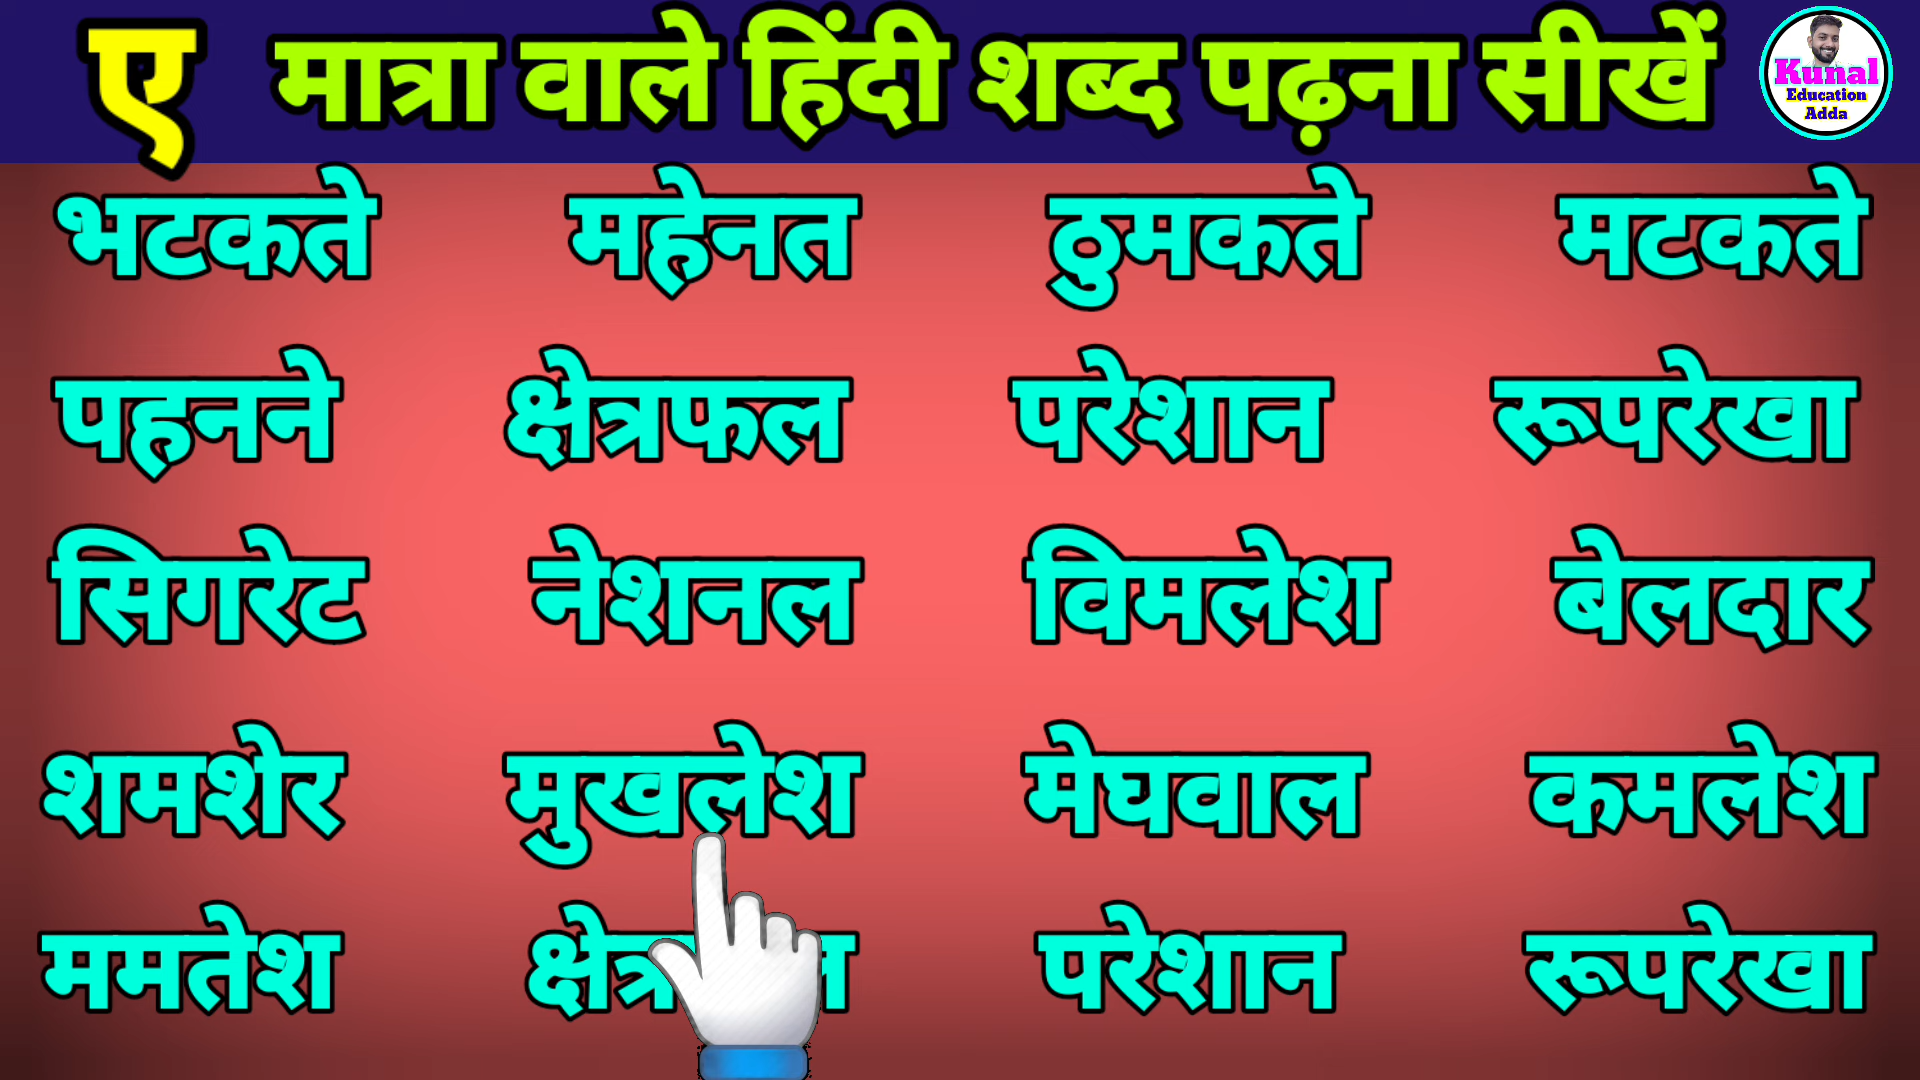 ए मात्रा वाले हिंदी शब्द पढ़ना सीखें
Kunal
Education
Adda
भटकते महेनत ठुमकते मटकते
पहनने क्षेत्रफल परेशान रूपरेखा
सिगरेट नेशनल विमलेश बेलदार
शमशेर मुखलेश मेघवाल कमलेश
ममतेश परेशान रूपरेखा